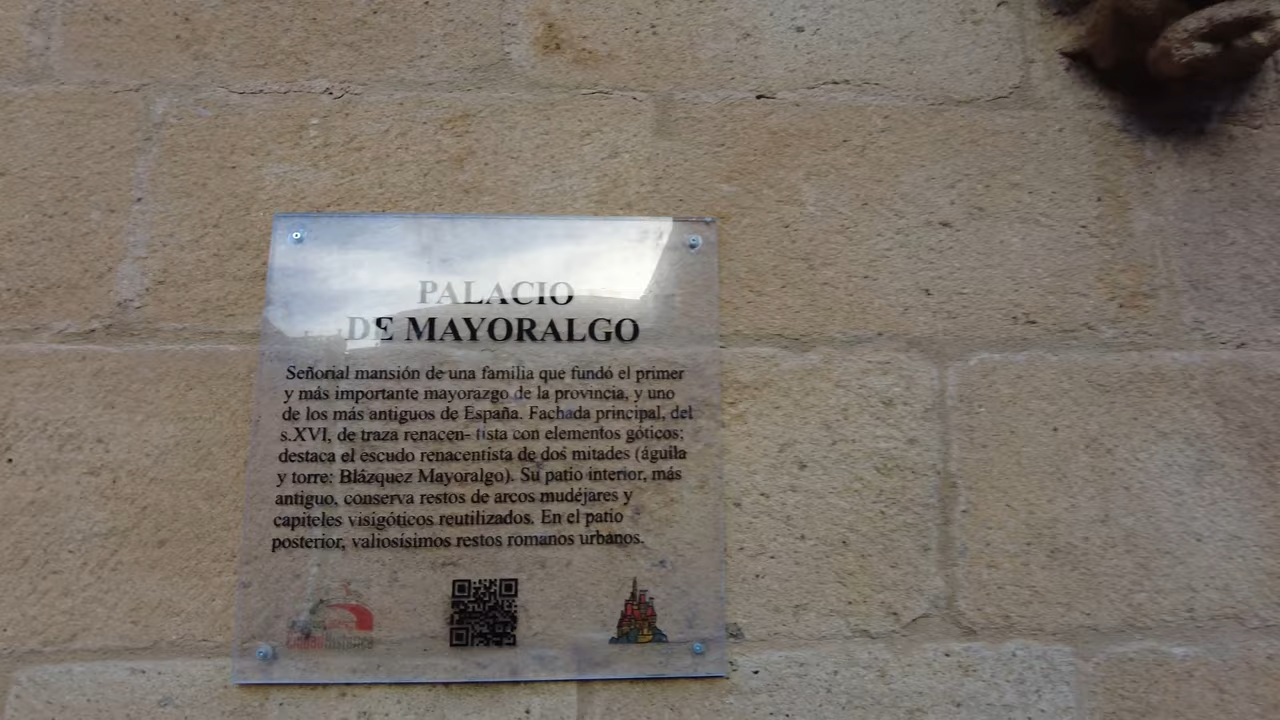 PALACIO
DE MAYORALGO
Señorial mansión de una familia que fundó el primer
y más importante mayorazgo de la provincia, y uno
de los más antiguos de España. Fachada principal, del
s.XVI, de traza renacen- tista con elementos góticos;
destaca el escudo renacentista de dos mitades (águila
y torre: Blázquez Mayoralgo). Su patio interior, más
antiguo, conserva restos de arcos mudéjares y
capiteles visigóticos reutilizados. En el patio
posterior, valiosísimos restos romanos urbanos.